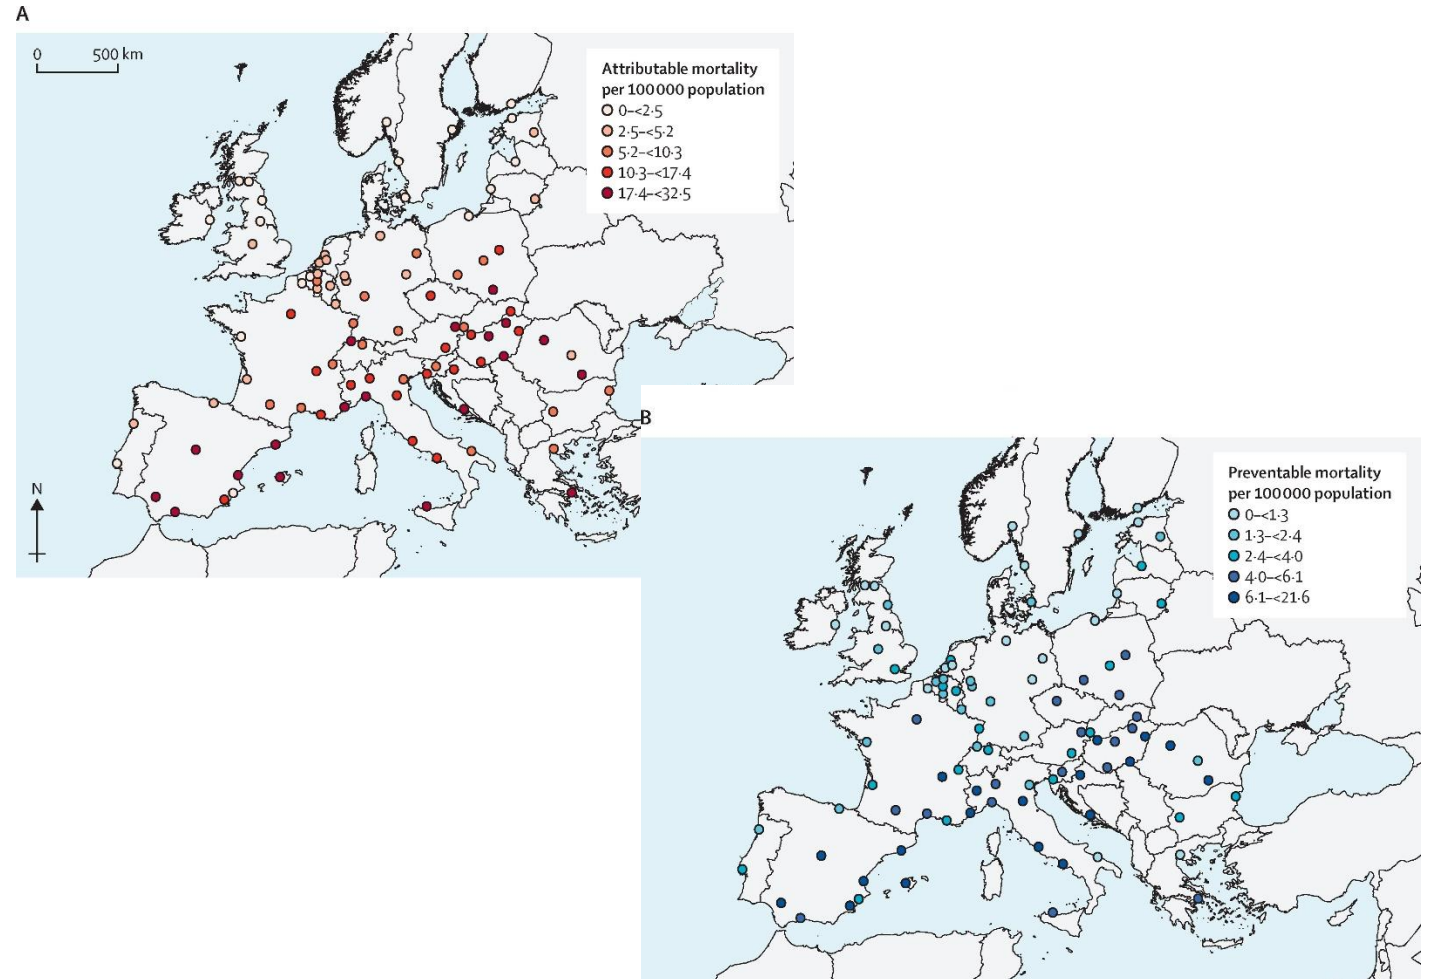 A
0 500 km
Attributable mortality
per 100 000 population
0–<2·5
2·5–<5·2
5·2–<10·3
10·3–<17·4
17·4–<32·5
N
B
Preventable mortality
per 100 000 population
0–<1·3
1·3–<2·4
2·4–<4·0
4·0–<6·1
6·1–<21·6